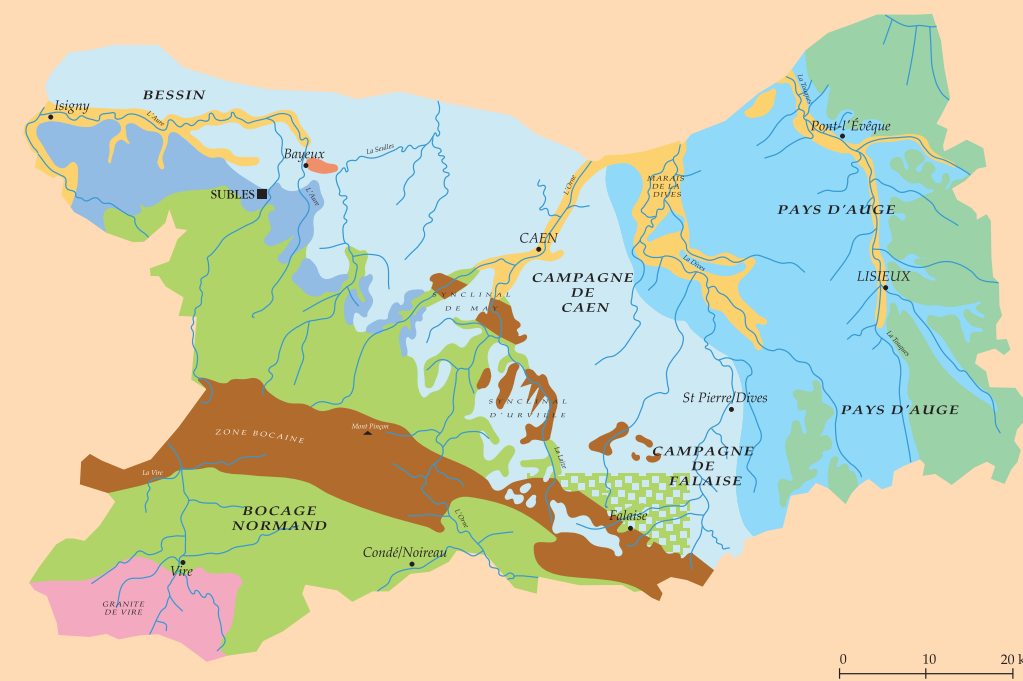 BESSIN
Isigny
L'Aure
Bayeux
La Seulles
SUBLES
L'Aure
L'Orne
CAEN
CAMPAGNE
DE
CAEN
MARAIS
DE LA
DIVES
La Dives
La Touques
Pont-l'Évêque
PAYS D'AUGE
LISIEUX
La Touques
PAYS D'AUGE
SYNCLINAL
DE MAY
SYNCLINAL
D'URVILLE
St Pierre/Dives
CAMPAGNE
DE
FALAISE
La Laize
Falaise
ZONE BOCAINE
Mont Pinçon
La Vire
BOCAGE
NORMAND
L'Orne
Condé/Noireau
Vire
GRANITE
DE VIRE
0 10 20 k